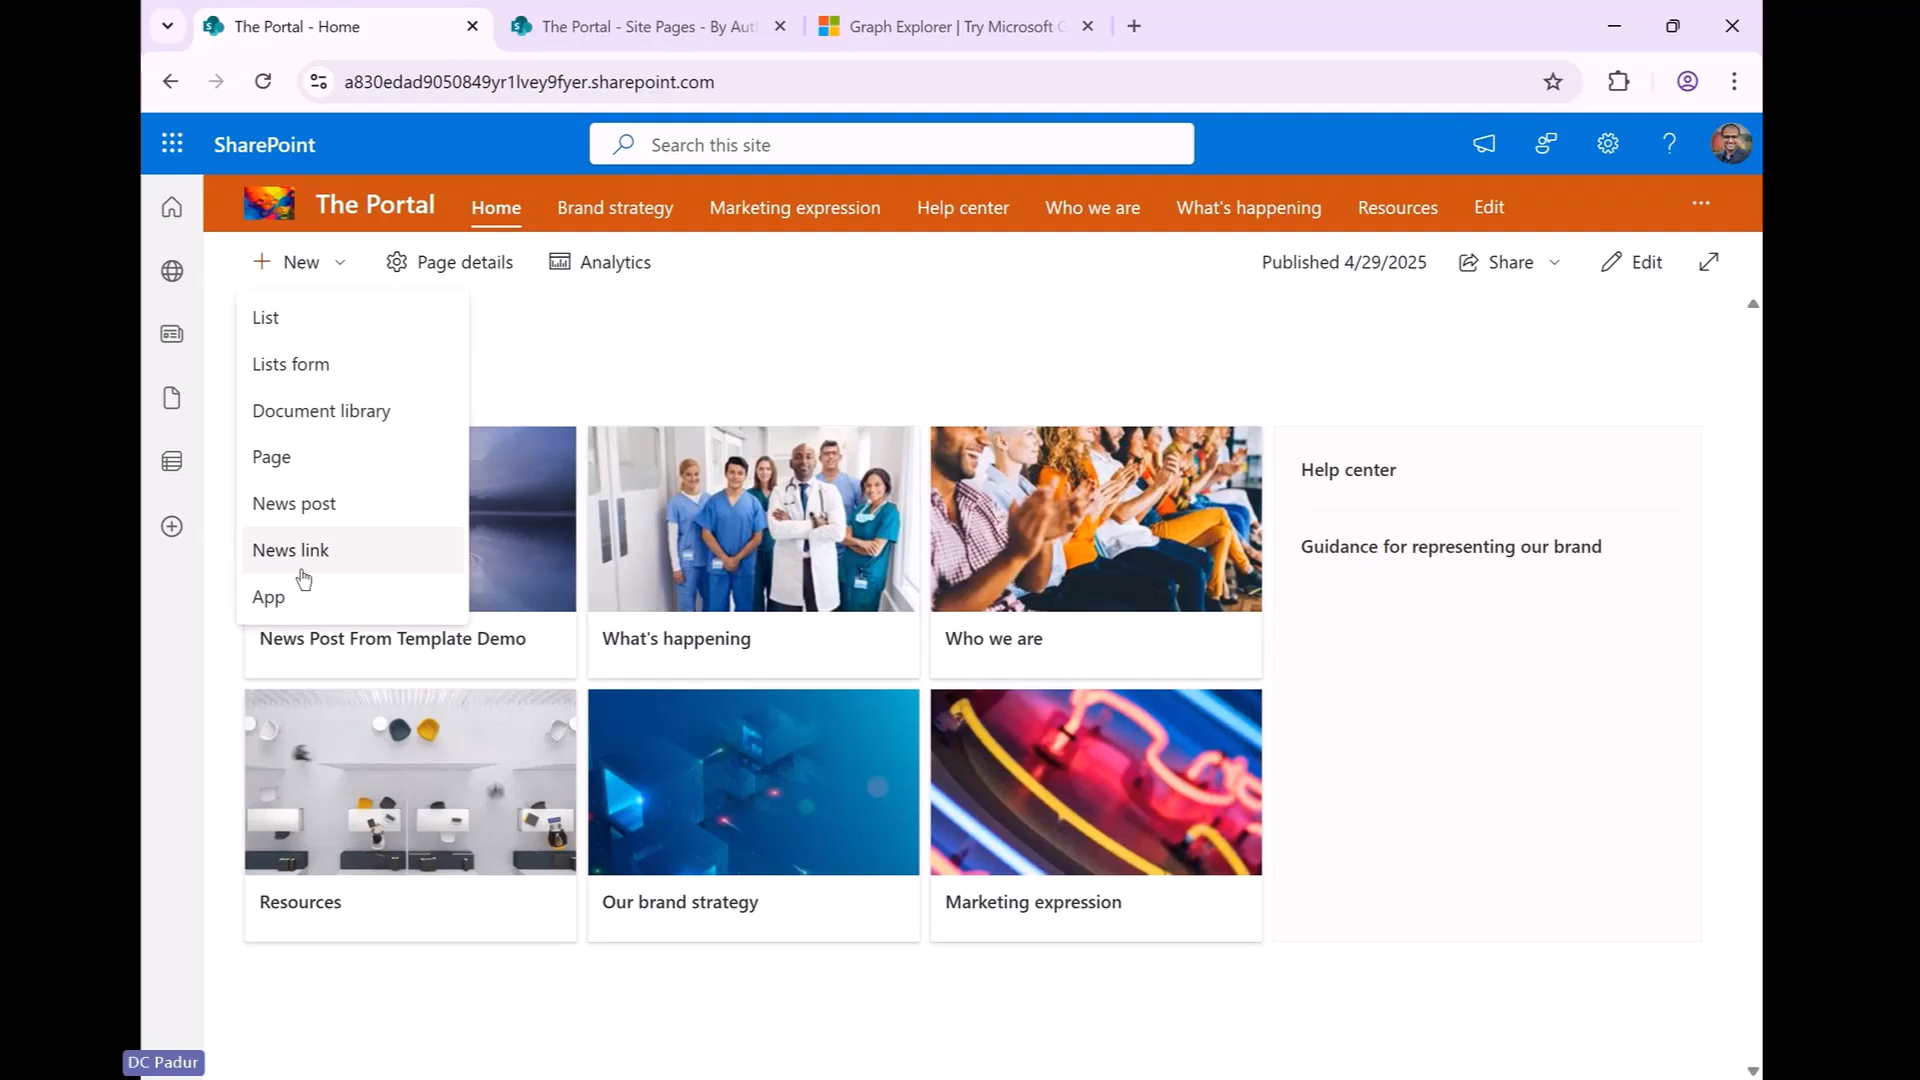 The Portal - Home
The Portal - Site Pages - By Aut
Graph Explorer | Try Microsoft G
a830edad9050849yr1lvey9fyer.sharepoint.com
SharePoint
Search this site
The Portal
Home
Brand strategy
Marketing expression
Help center
Who we are
What's happening
Resources
Edit
New
Page details
Analytics
Published 4/29/2025
Share
Edit
List
Lists form
Document library
Page
News post
News link
App
News Post From Template Demo
What's happening
Who we are
Help center
Guidance for representing our brand
Resources
Our brand strategy
Marketing expression
DC Padur